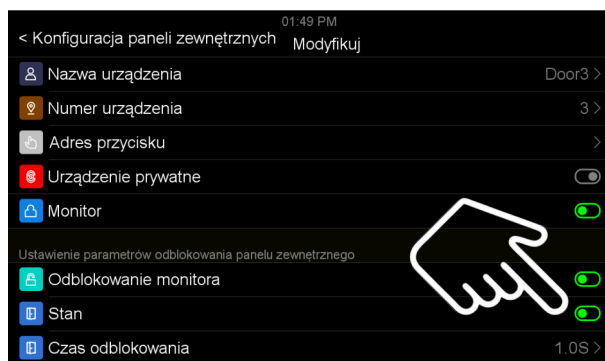 01:49 PM
< Konfiguracja paneli zewnętrznych Modyfikuj
Nazwa urządzenia Door3 >
Numer urządzenia 3 >
Adres przycisku >
Urządzenie prywatne
Monitor
Ustawienie parametrów odblokowania panelu zewnętrznego
Odblokowanie monitora
Stan
Czas odblokowania 1.0S >